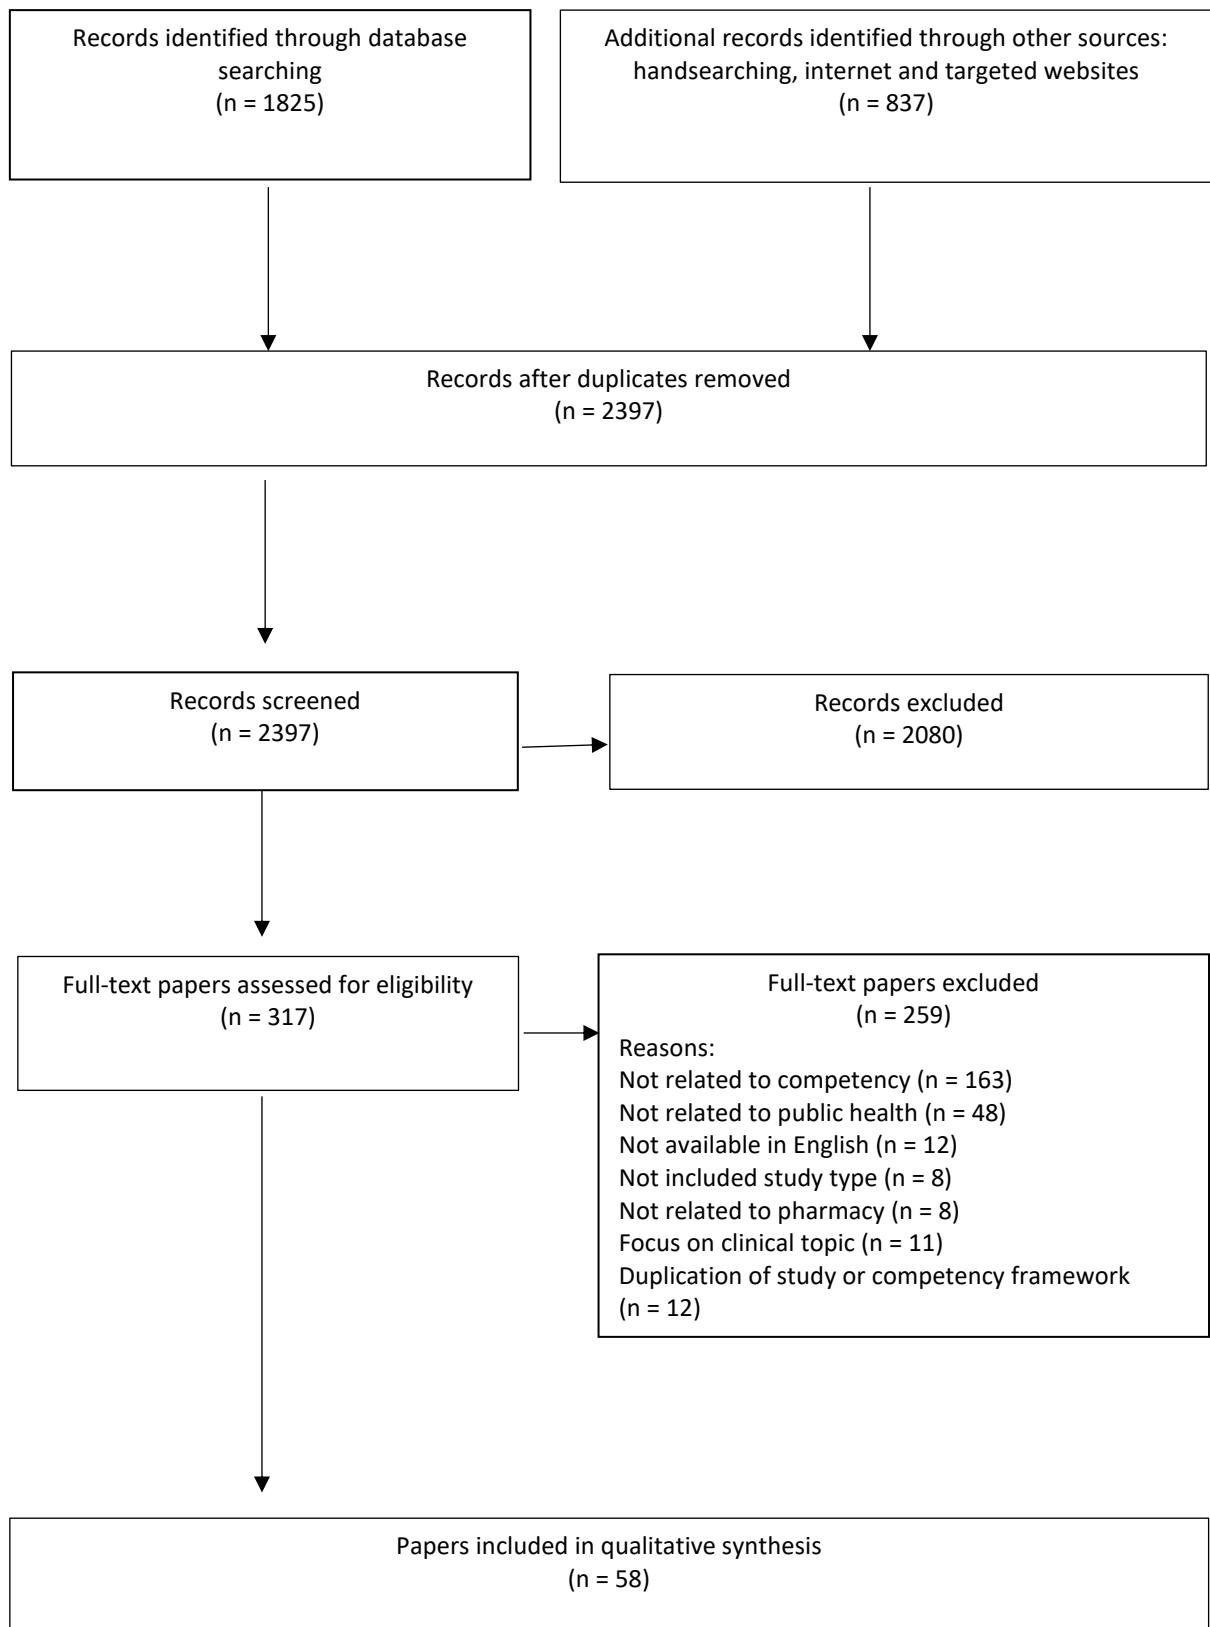 Records identified through database
searching
(n = 1825)
Additional records identified through other sources:
handsearching, internet and targeted websites
(n = 837)
Records after duplicates removed
(n = 2397)
Records screened
(n = 2397)
Records excluded
(n = 2080)
Full-text papers assessed for eligibility
(n = 317)
Full-text papers excluded
(n = 259)
Reasons:
Not related to competency (n = 163)
Not related to public health (n = 48)
Not available in English (n = 12)
Not included study type (n = 8)
Not related to pharmacy (n = 8)
Focus on clinical topic (n = 11)
Duplication of study or competency framework
(n = 12)
Papers included in qualitative synthesis
(n = 58)